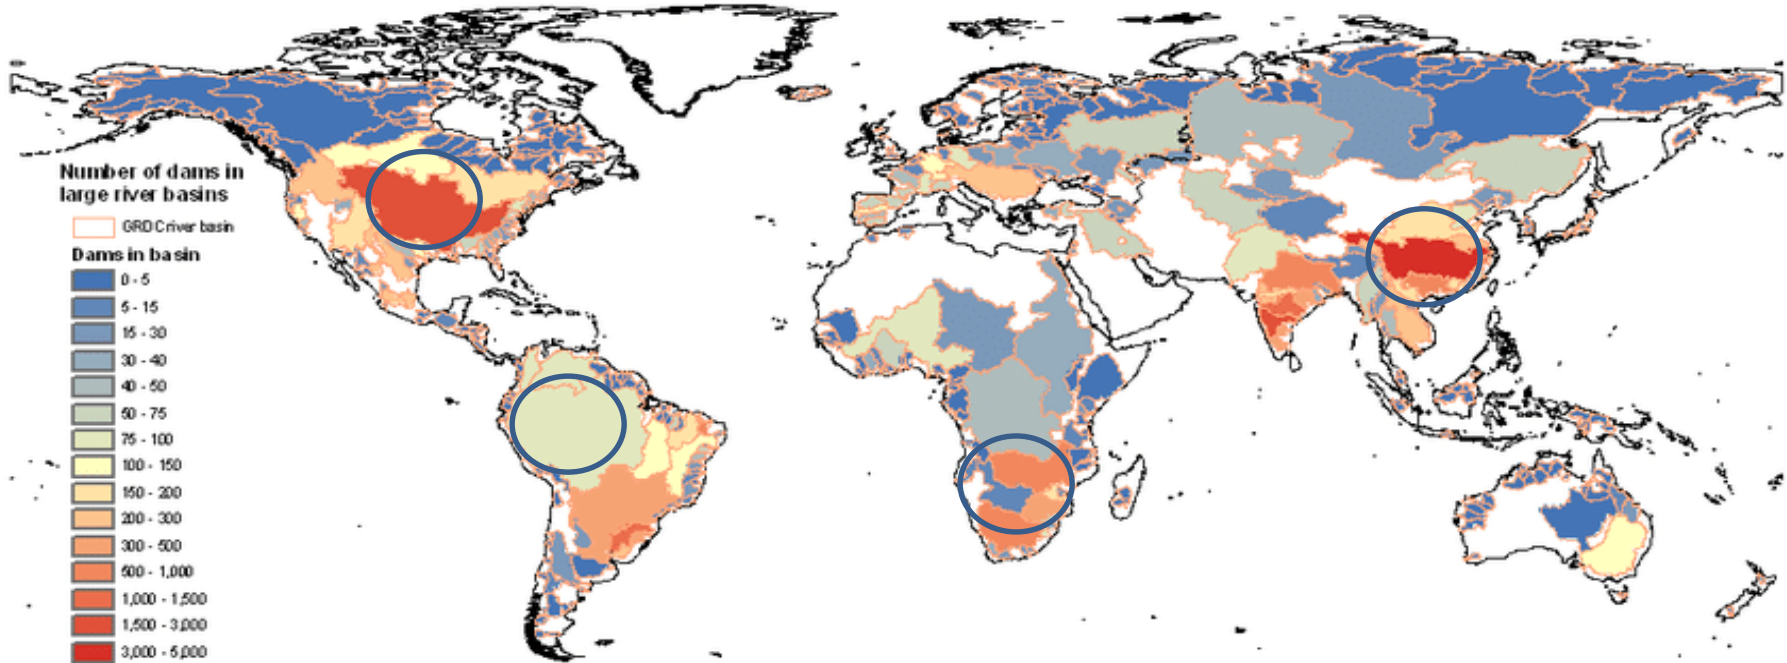 Number of dams in
large river basins
GRDC river basin
Dams in basin
0 - 5
5 - 15
15 - 30
30 - 40
40 - 50
50 - 75
75 - 100
100 - 150
150 - 200
200 - 300
300 - 500
500 - 1,000
1,000 - 1,500
1,500 - 3,000
3,000 - 5,000